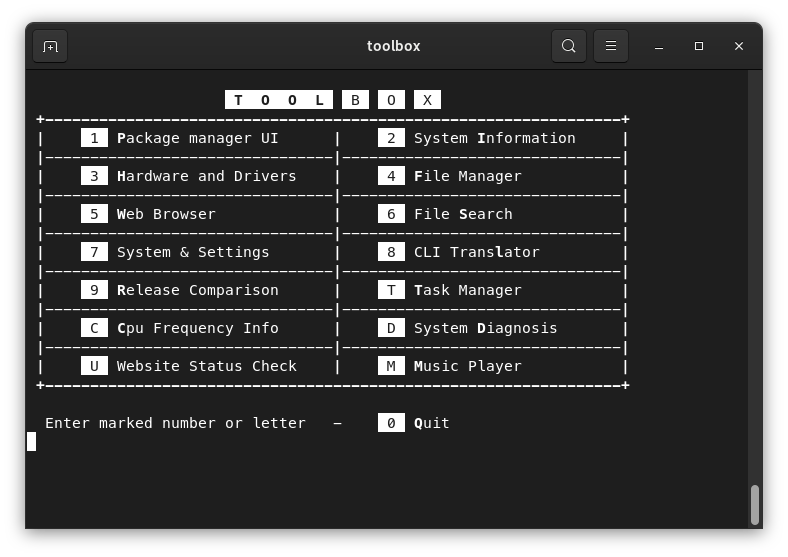 toolbox
T O O L B O X
1 Package manager UI 2 System Information
3 Hardware and Drivers 4 File Manager
5 Web Browser 6 File Search
7 System & Settings 8 CLI Translator
9 Release Comparison T Task Manager
C Cpu Frequency Info D System Diagnosis
U Website Status Check M Music Player
Enter marked number or letter - 0 Quit